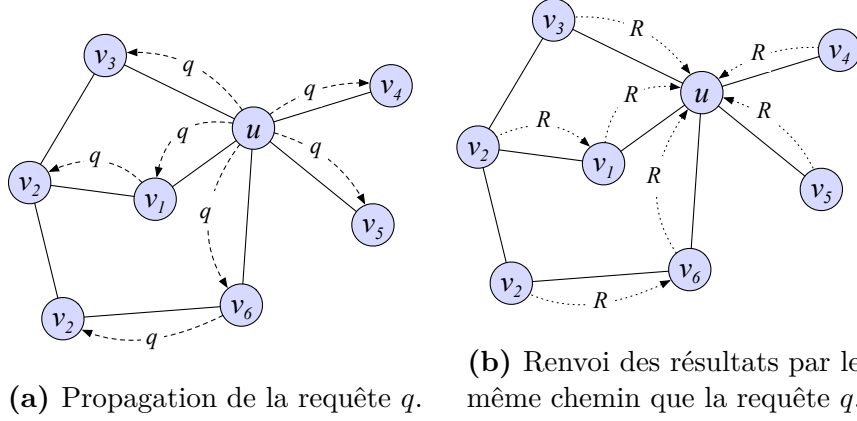 v3
q
q
v4
u
q
q
q
v2
v1
q
v5
v6
v2
q
(a) Propagation de la requête q.
v3
R
R
v4
u
R
R
R
v2
v1
R
v5
v6
v2
R
(b) Renvoi des résultats par le
même chemin que la requête q.